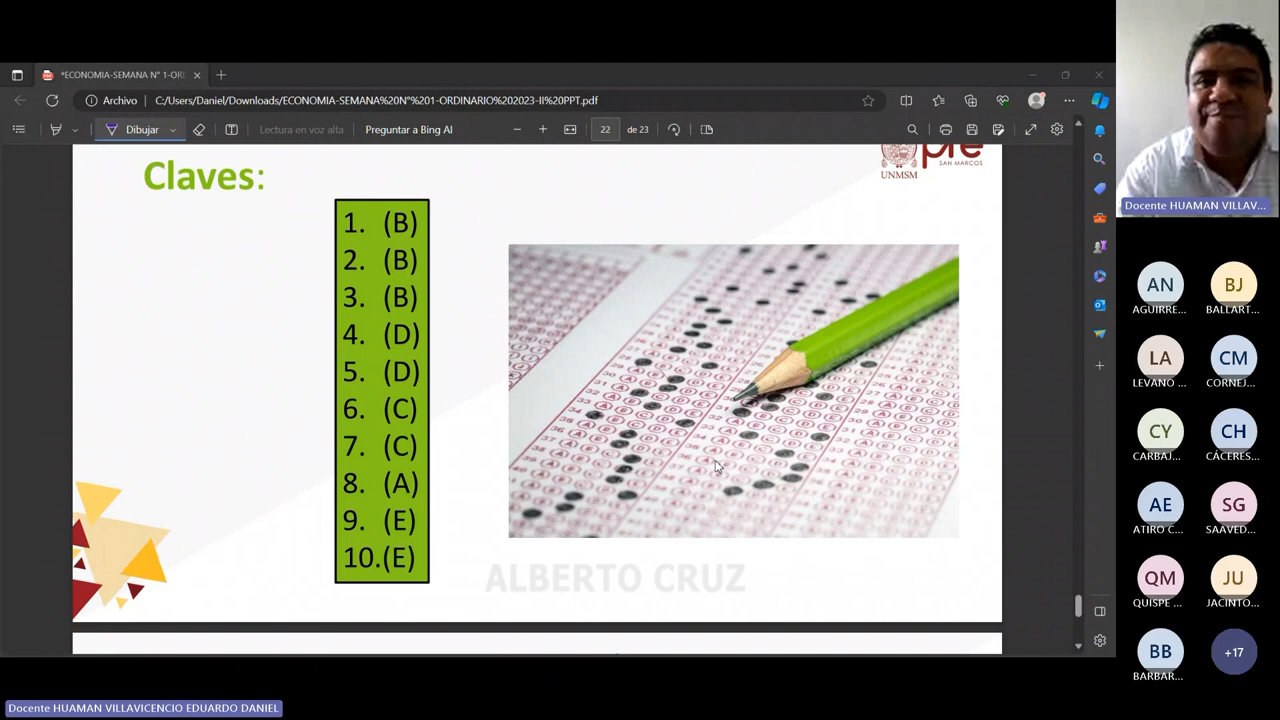 *ECONOMIA-SEMANA N° 1-ORD
Archivo
C:/Users/Daniel/Downloads/ECONOMIA-SEMANA%20N°%201-ORDINARIO%202023-II%20PPT.pdf
Dibujar
Lectura en voz alta
Preguntar a Bing AI
22
de 23
Claves:
pre
SAN MARCOS
UNMSM
1. (B)
2. (B)
3. (B)
4. (D)
5. (D)
6. (C)
7. (C)
8. (A)
9. (E)
10.(E)
ALBERTO CRUZ
Docente HUAMAN VILLAV...
AN
AGUIRRE...
BJ
BALLART...
LA
LEVANO ...
CM
CORNEJ...
CY
CARBAJ...
CH
CÁCERES...
AE
ATIRO C...
SG
SAAVED...
QM
QUISPE ...
JU
JACINTO...
BB
BARBAR...
+17
Docente HUAMAN VILLAVICENCIO EDUARDO DANIEL